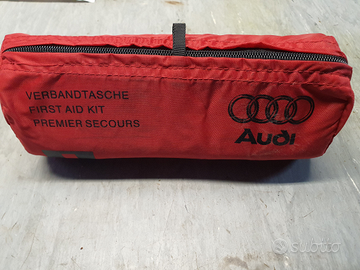 VERBANDTASCHE
FIRST AID KIT
PREMIER SECOURS
Audi
subito